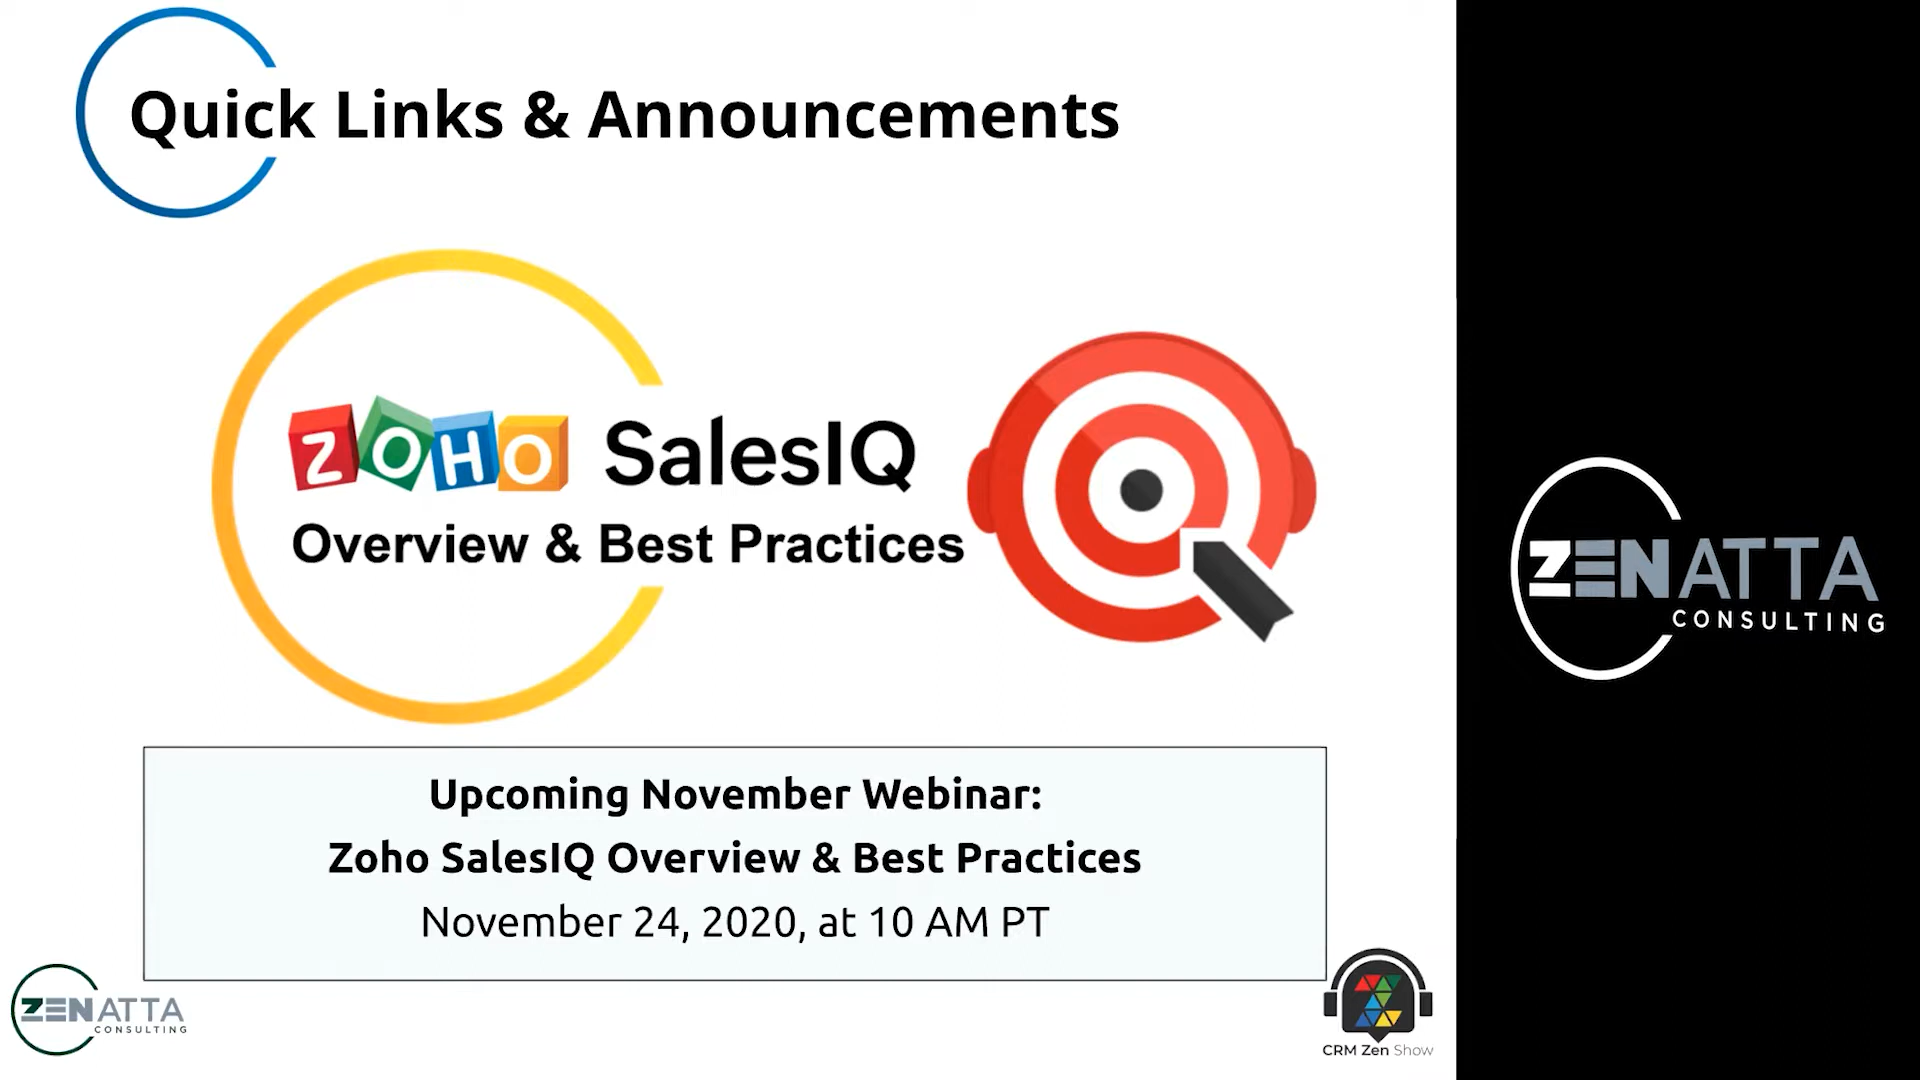 Quick Links & Announcements
ZOHO SalesIQ
Overview & Best Practices
ZENATTA
CONSULTING
Upcoming November Webinar:
Zoho SalesIQ Overview & Best Practices
November 24, 2020, at 10 AM PT
ZENATTA
CONSULTING
CRM Zen Show